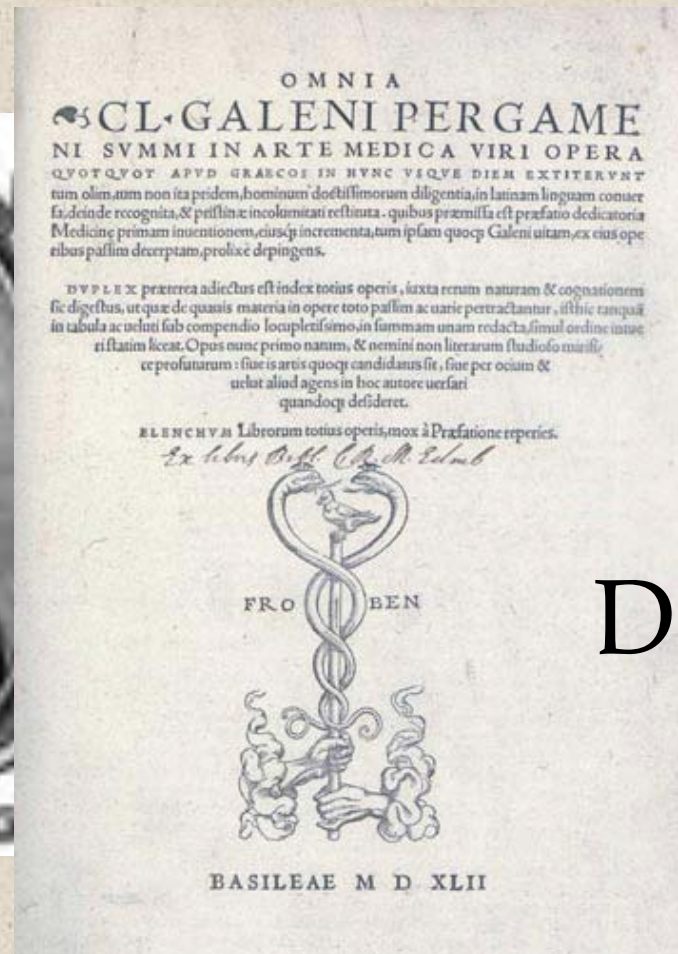 OMNIA
CL·GALENI PERGAME
NI SVMMI IN ARTE MEDICA VIRI OPERA
QVOTQVOT APVD GRAECOS IN HVNC VSQVE DIEM EXTITERVNT
tum olim, tum non ita pridem, hominum doctissimorum diligentia, in latinam linguam conuer
sa, deinde recognita, & pristinæ incolumitati restituta. quibus præmissa est præfatio dedicatoria
Medicinę primam inuentionem, eiusq́; incrementa, tum ipsam quoq; Galeni uitam, ex eius ope
ribus passim decerptam, prolixè depingens.
DVPLEX præterea adiectus est index totius operis, iuxta rerum naturam & cognationem
sic digestus, ut quæ de quauis materia in opere toto passim ac uarie pertractantur, isthic tanquā
in tabula ac ueluti sub compendio locupletissimo, in summam unam redacta, simul ordine intue
ri statim liceat. Opus nunc primo natum, & nemini non literarum studioso mirifi
ce profuturum: siue is artis quoq; candidatus sit, siue per ocium &
uelut aliud agens in hoc autore uersari
quandoq; desideret.
ELENCHVM Librorum totius operis, mox à Præfatione reperies.
Ex libris C. R. M.
FRO BEN
D
BASILEAE M D XLII